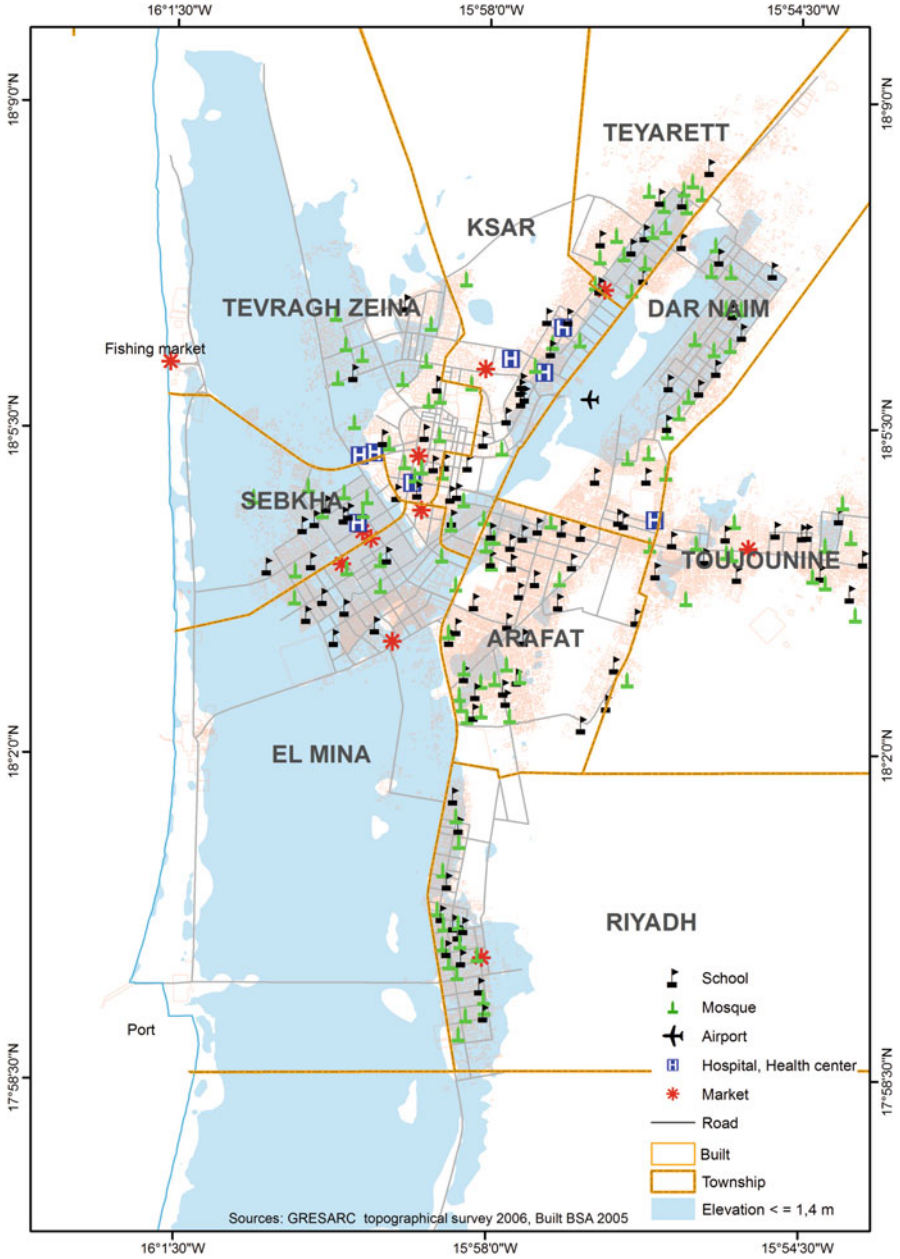 16°1'30"W
15°58'0"W
15°54'30"W
18°9'0"N
18°9'0"N
TEYARETT
KSAR
TEVRAGH ZEINA
DAR NAIM
Fishing market
18°5'30"N
18°5'30"N
SEBKHA
TOUJOUNINE
ARAFAT
EL MINA
18°2'0"N
18°2'0"N
RIYADH
Port
17°58'30"N
17°58'30"N
School
Mosque
Airport
H Hospital, Health center
Market
Road
Built
Township
Elevation < = 1,4 m
Sources: GRESARC topographical survey 2006, Built BSA 2005
16°1'30"W
15°58'0"W
15°54'30"W